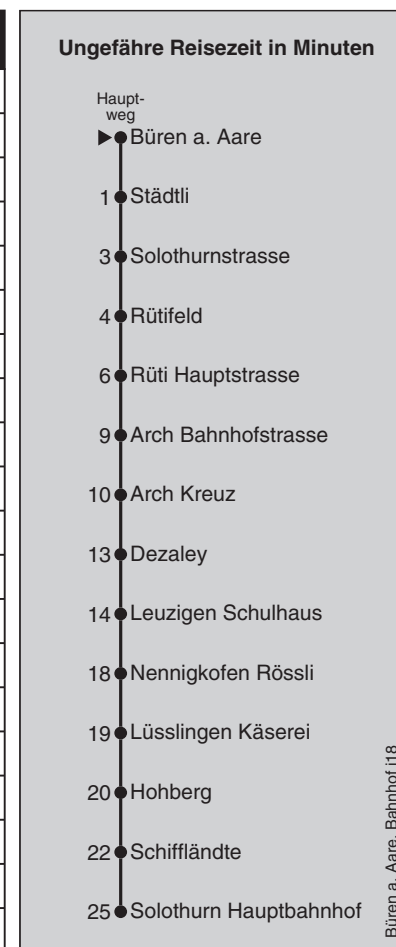 Ungefähre Reisezeit in Minuten
Haupt-
weg
Büren a. Aare
1 Städtli
3 Solothurnstrasse
4 Rütifeld
6 Rüti Hauptstrasse
9 Arch Bahnhofstrasse
10 Arch Kreuz
13 Dezaley
14 Leuzigen Schulhaus
18 Nennigkofen Rössli
19 Lüsslingen Käserei
20 Hohberg
22 Schiffländte
25 Solothurn Hauptbahnhof
Büren a. Aare, Bahnhof i18